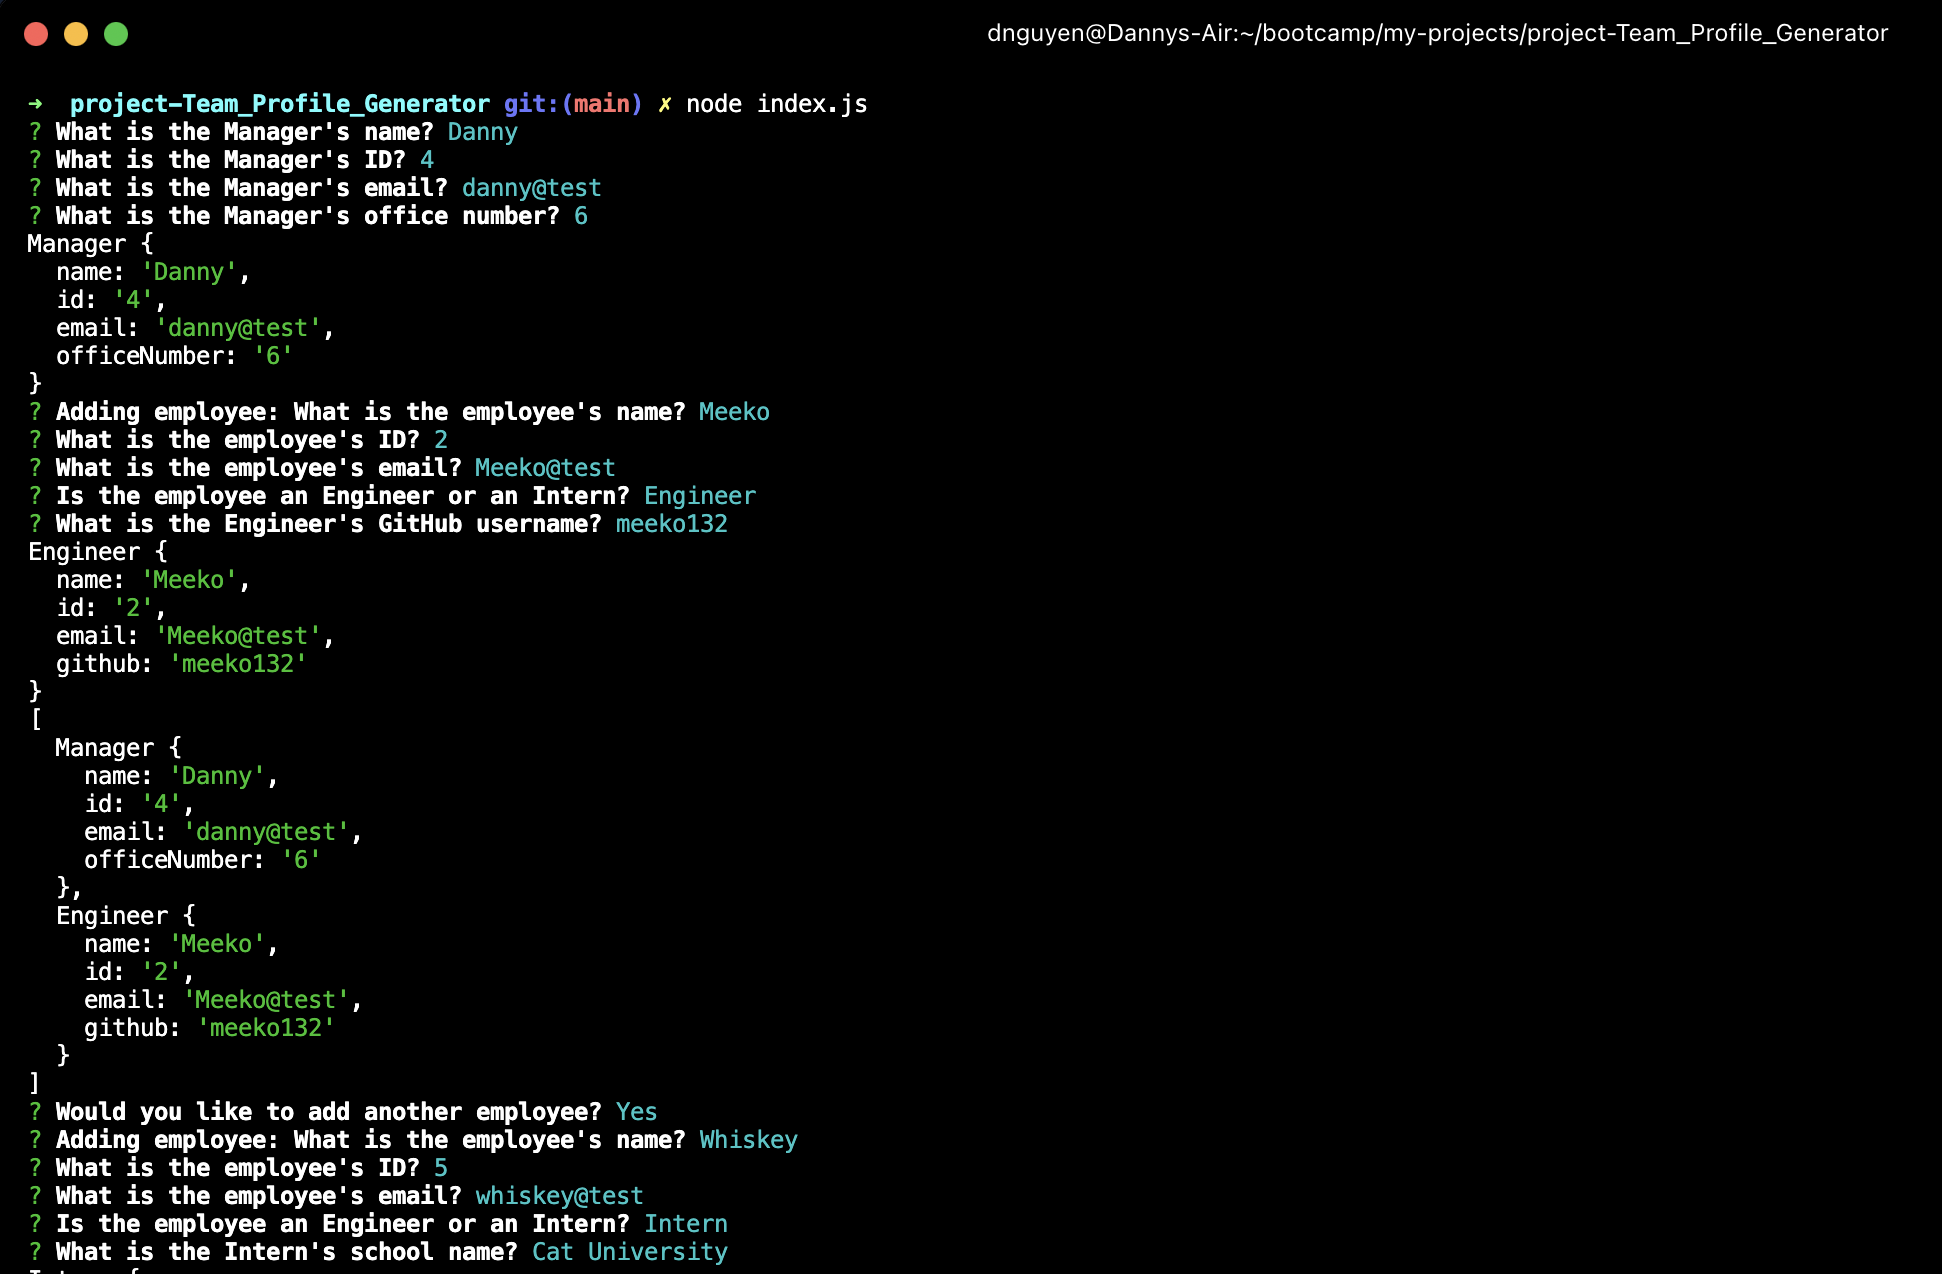 dnguyen@Dannys-Air:~/bootcamp/my-projects/project-Team_Profile_Generator
➜  project-Team_Profile_Generator git:(main) ✗ node index.js
? What is the Manager's name? Danny
? What is the Manager's ID? 4
? What is the Manager's email? danny@test
? What is the Manager's office number? 6
Manager {
  name: 'Danny',
  id: '4',
  email: 'danny@test',
  officeNumber: '6'
}
? Adding employee: What is the employee's name? Meeko
? What is the employee's ID? 2
? What is the employee's email? Meeko@test
? Is the employee an Engineer or an Intern? Engineer
? What is the Engineer's GitHub username? meeko132
Engineer {
  name: 'Meeko',
  id: '2',
  email: 'Meeko@test',
  github: 'meeko132'
}
[
  Manager {
    name: 'Danny',
    id: '4',
    email: 'danny@test',
    officeNumber: '6'
  },
  Engineer {
    name: 'Meeko',
    id: '2',
    email: 'Meeko@test',
    github: 'meeko132'
  }
]
? Would you like to add another employee? Yes
? Adding employee: What is the employee's name? Whiskey
? What is the employee's ID? 5
? What is the employee's email? whiskey@test
? Is the employee an Engineer or an Intern? Intern
? What is the Intern's school name? Cat University